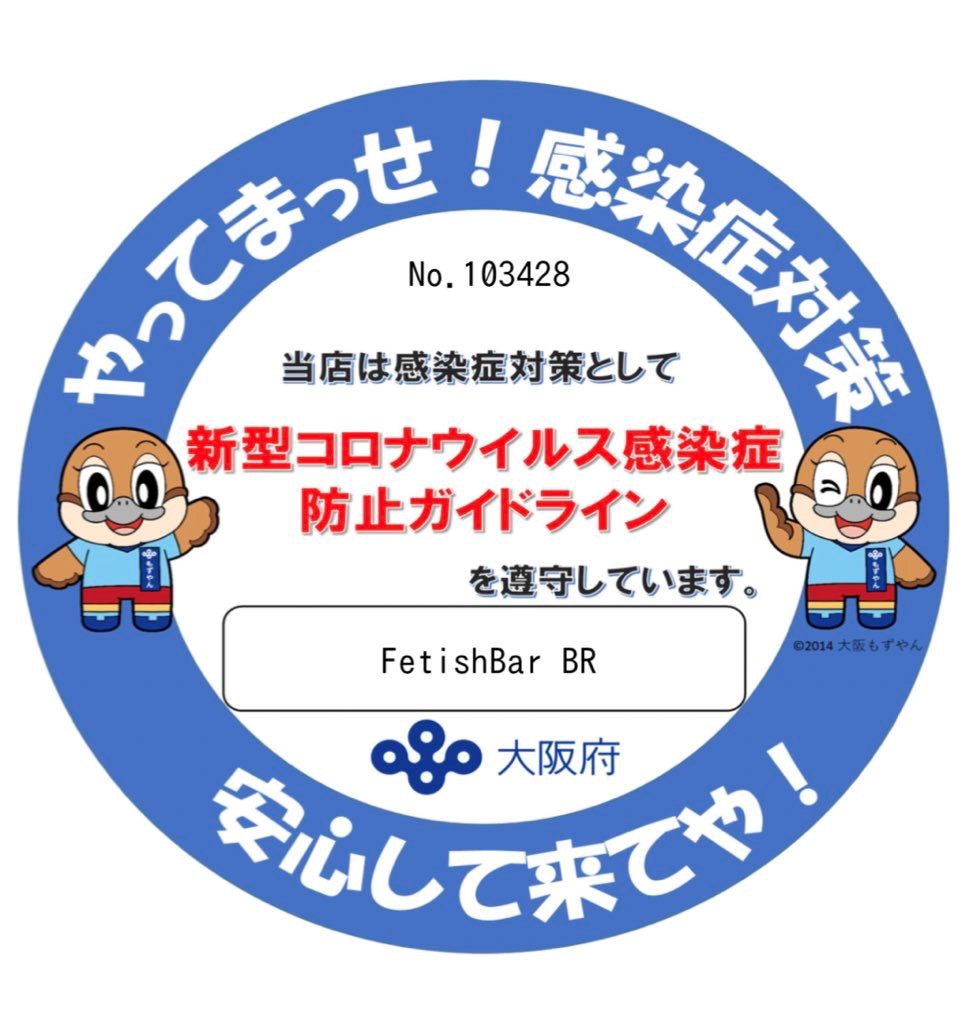 やってまっせ！感染症対策
No.103428
当店は感染症対策として
新型コロナウイルス感染症
防止ガイドライン
を遵守しています。
もずやん
もずやん
©2014 大阪もずやん
FetishBar BR
大阪府
安心して来てや！